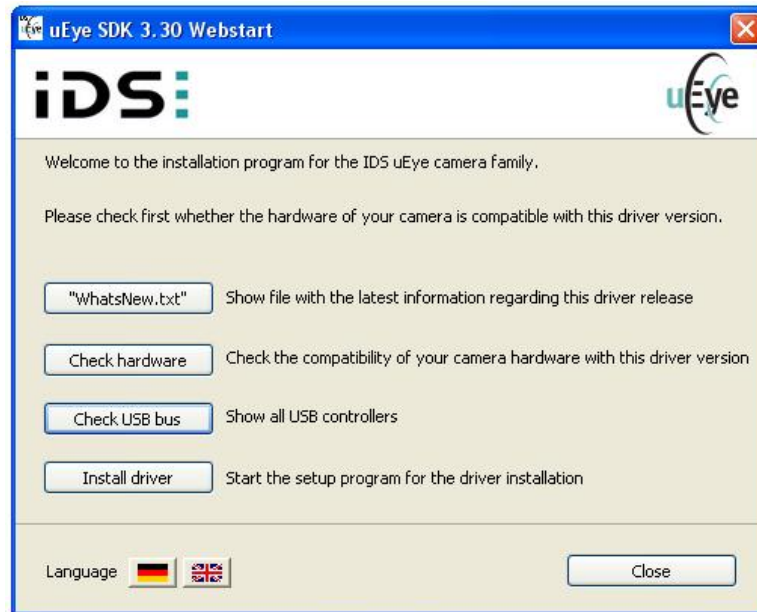 uEye SDK 3.30 Webstart
iDS
uEye
Welcome to the installation program for the IDS uEye camera family.
Please check first whether the hardware of your camera is compatible with this driver version.
"WhatsNew.txt" Show file with the latest information regarding this driver release
Check hardware Check the compatibility of your camera hardware with this driver version
Check USB bus Show all USB controllers
Install driver Start the setup program for the driver installation
Language Close